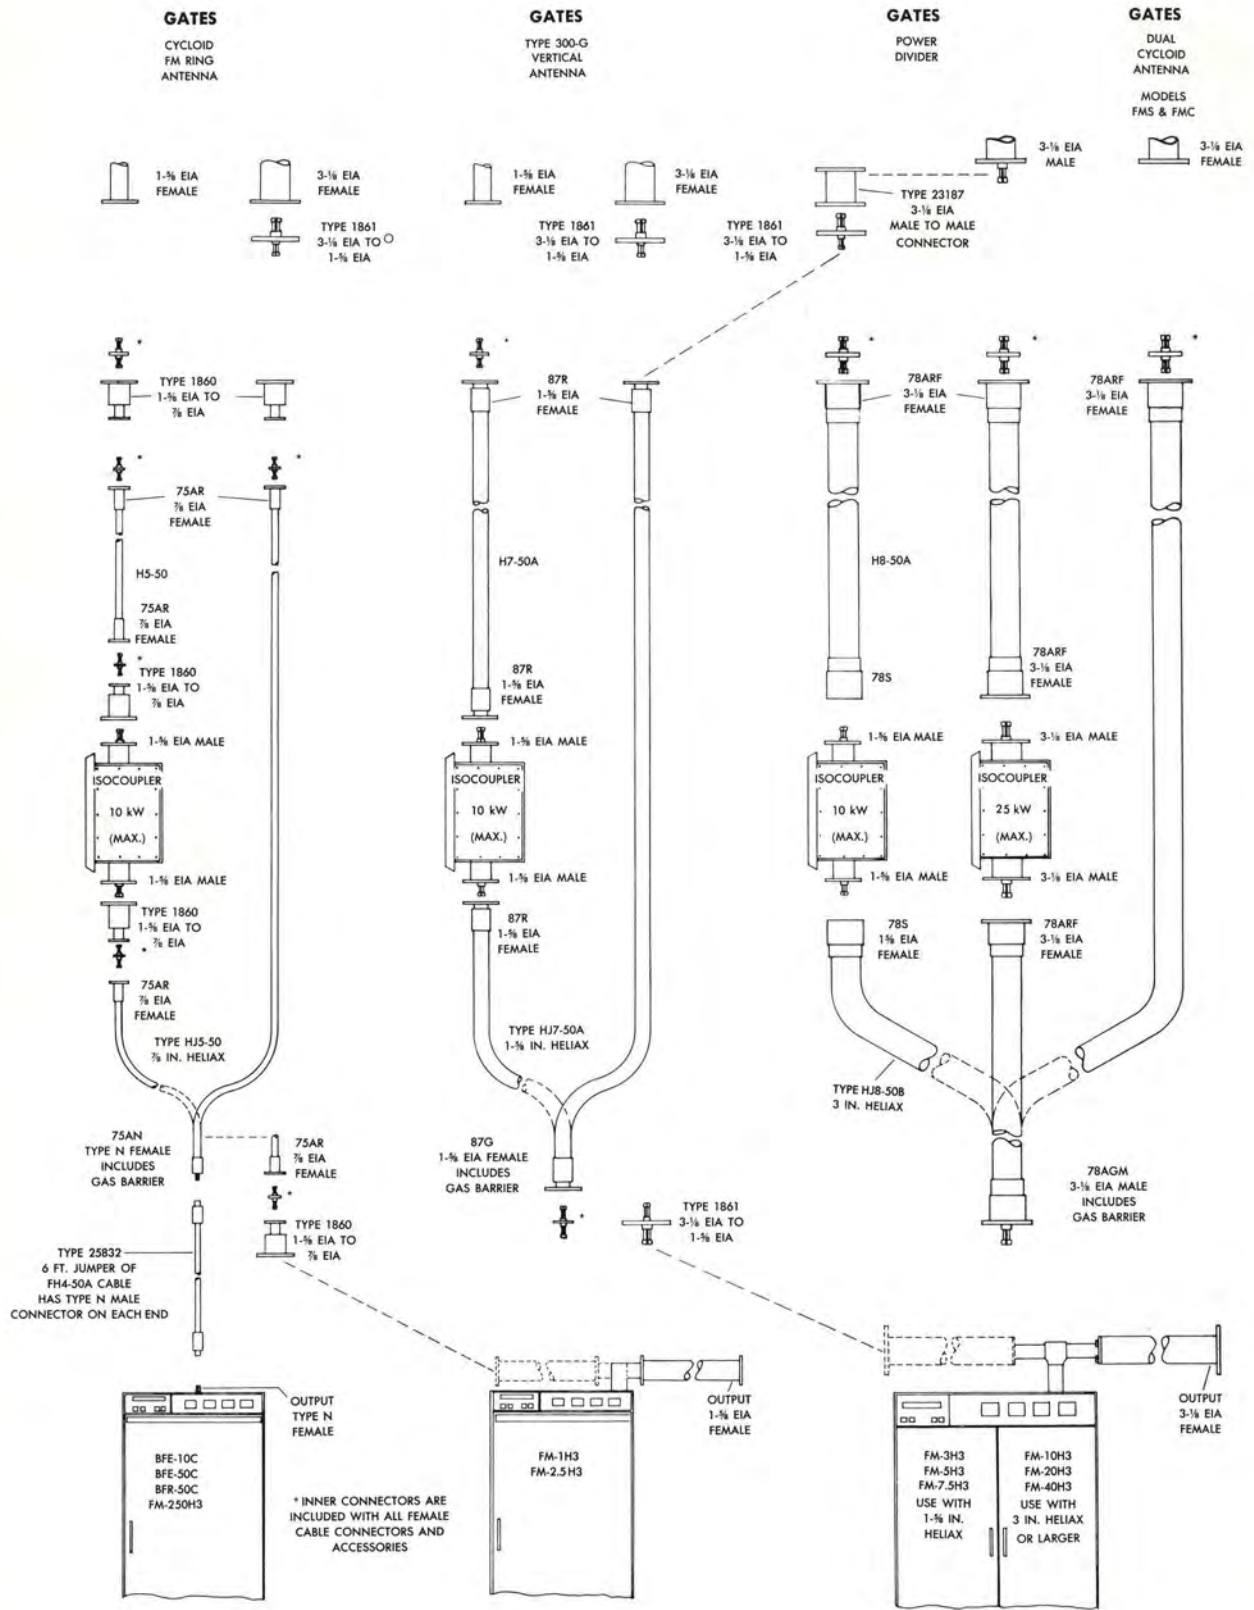 GATES
CYCLOID
FM RING
ANTENNA
GATES
TYPE 300-G
VERTICAL
ANTENNA
GATES
POWER
DIVIDER
GATES
DUAL
CYCLOID
ANTENNA
MODELS
FMS & FMC
1-⅝ EIA
FEMALE
3-⅛ EIA
FEMALE
1-⅝ EIA
FEMALE
3-⅛ EIA
FEMALE
3-⅛ EIA
MALE
3-⅛ EIA
FEMALE
TYPE 1861
3-⅛ EIA TO
1-⅝ EIA
TYPE 1861
3-⅛ EIA TO
1-⅝ EIA
TYPE 1861
3-⅛ EIA TO
1-⅝ EIA
TYPE 23187
3-⅛ EIA
MALE TO MALE
CONNECTOR
*
*
*
*
*
TYPE 1860
1-⅝ EIA TO
⅞ EIA
87R
1-⅝ EIA
FEMALE
78ARF
3-⅛ EIA
FEMALE
78ARF
3-⅛ EIA
FEMALE
*
*
75AR
⅞ EIA
FEMALE
H5-50
H7-50A
H8-50A
75AR
⅞ EIA
FEMALE
*
TYPE 1860
1-⅝ EIA TO
⅞ EIA
87R
1-⅝ EIA
FEMALE
78S
78ARF
3-⅛ EIA
FEMALE
1-⅝ EIA MALE
1-⅝ EIA MALE
1-⅝ EIA MALE
3-⅛ EIA MALE
ISOCOUPLER
10 kW
(MAX.)
ISOCOUPLER
10 kW
(MAX.)
ISOCOUPLER
10 kW
(MAX.)
ISOCOUPLER
25 kW
(MAX.)
1-⅝ EIA MALE
1-⅝ EIA MALE
1-⅝ EIA MALE
3-⅛ EIA MALE
TYPE 1860
1-⅝ EIA TO
⅞ EIA
*
87R
1-⅝ EIA
FEMALE
78S
1⅝ EIA
FEMALE
78ARF
3-⅛ EIA
FEMALE
75AR
⅞ EIA
FEMALE
TYPE HJ5-50
⅞ IN. HELIAX
TYPE HJ7-50A
1-⅝ IN. HELIAX
TYPE HJ8-50B
3 IN. HELIAX
75AN
TYPE N FEMALE
INCLUDES
GAS BARRIER
75AR
⅞ EIA
FEMALE
*
TYPE 1860
1-⅝ EIA TO
⅞ EIA
87G
1-⅝ EIA FEMALE
INCLUDES
GAS BARRIER
*
TYPE 1861
3-⅛ EIA TO
1-⅝ EIA
78AGM
3-⅛ EIA MALE
INCLUDES
GAS BARRIER
TYPE 25832
6 FT. JUMPER OF
FH4-50A CABLE
HAS TYPE N MALE
CONNECTOR ON EACH END
OUTPUT
TYPE N
FEMALE
OUTPUT
1-⅝ EIA
FEMALE
OUTPUT
3-⅛ EIA
FEMALE
BFE-10C
BFE-50C
BFR-50C
FM-250H3
* INNER CONNECTORS ARE
INCLUDED WITH ALL FEMALE
CABLE CONNECTORS AND
ACCESSORIES
FM-1H3
FM-2.5H3
FM-3H3
FM-5H3
FM-7.5H3
USE WITH
1-⅝ IN.
HELIAX
FM-10H3
FM-20H3
FM-40H3
USE WITH
3 IN. HELIAX
OR LARGER